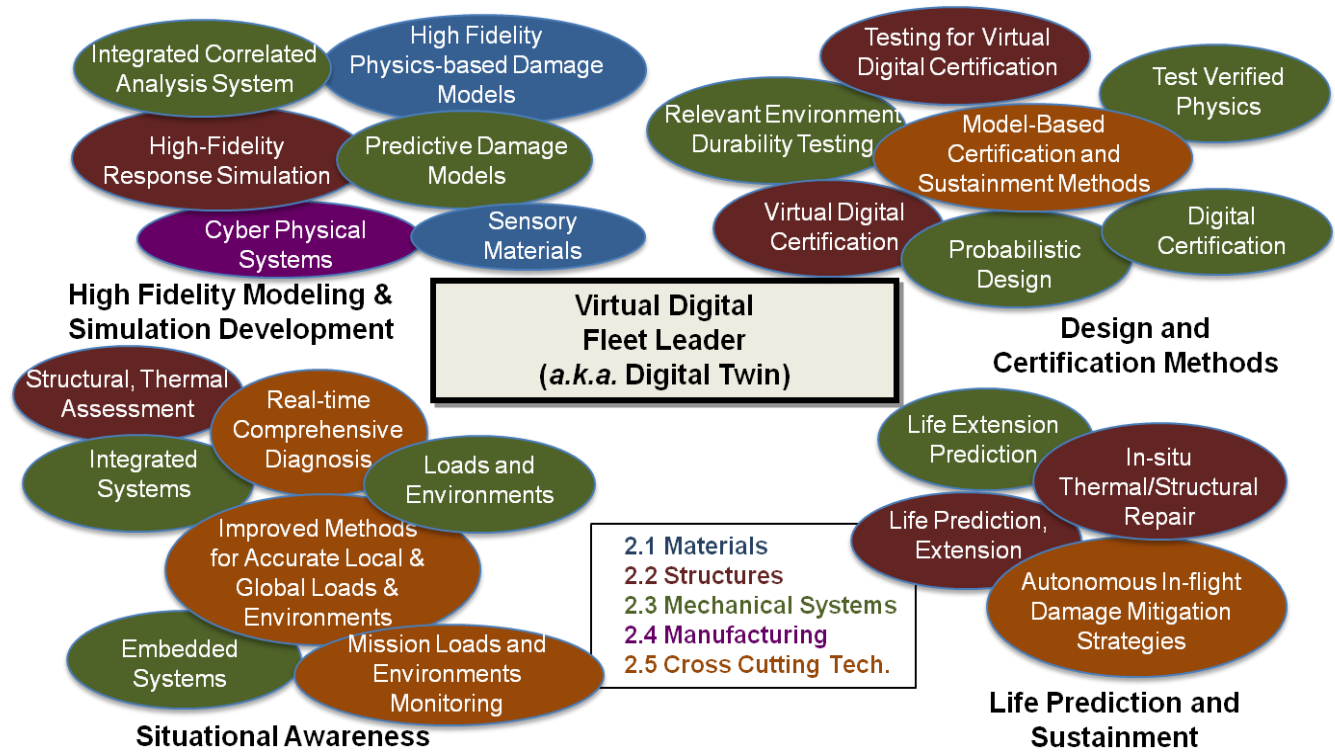 Integrated Correlated
Analysis System
High Fidelity
Physics-based Damage
Models
High-Fidelity
Response Simulation
Predictive Damage
Models
Cyber Physical
Systems
Sensory
Materials
High Fidelity Modeling &
Simulation Development
Testing for Virtual
Digital Certification
Test Verified
Physics
Relevant Environment
Durability Testing
Model-Based
Certification and
Sustainment Methods
Virtual Digital
Certification
Probabilistic
Design
Digital
Certification
Design and
Certification Methods
Virtual Digital
Fleet Leader
(a.k.a. Digital Twin)
Structural, Thermal
Assessment
Real-time
Comprehensive
Diagnosis
Integrated
Systems
Loads and
Environments
Improved Methods
for Accurate Local &
Global Loads &
Environments
Embedded
Systems
Mission Loads and
Environments
Monitoring
Situational Awareness
2.1 Materials
2.2 Structures
2.3 Mechanical Systems
2.4 Manufacturing
2.5 Cross Cutting Tech.
Life Extension
Prediction
In-situ
Thermal/Structural
Repair
Life Prediction,
Extension
Autonomous In-flight
Damage Mitigation
Strategies
Life Prediction and
Sustainment